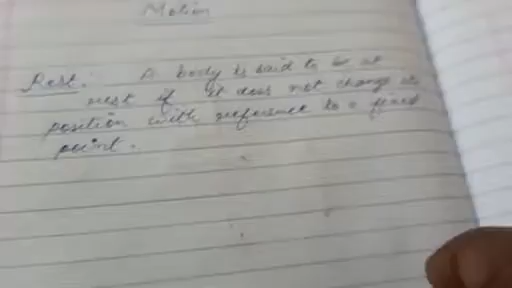 Motion
Rest: A body is said to be at
rest if it does not change its
position with reference to a fixed
point.